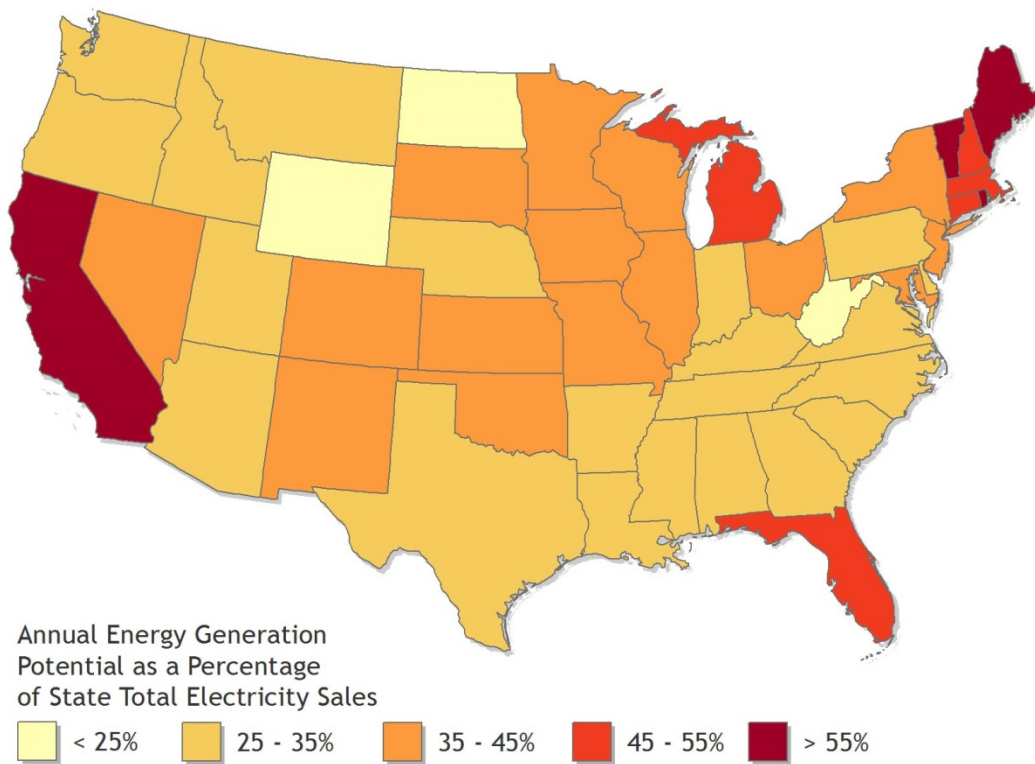 Annual Energy Generation
Potential as a Percentage
of State Total Electricity Sales
< 25% 25 - 35% 35 - 45% 45 - 55% > 55%